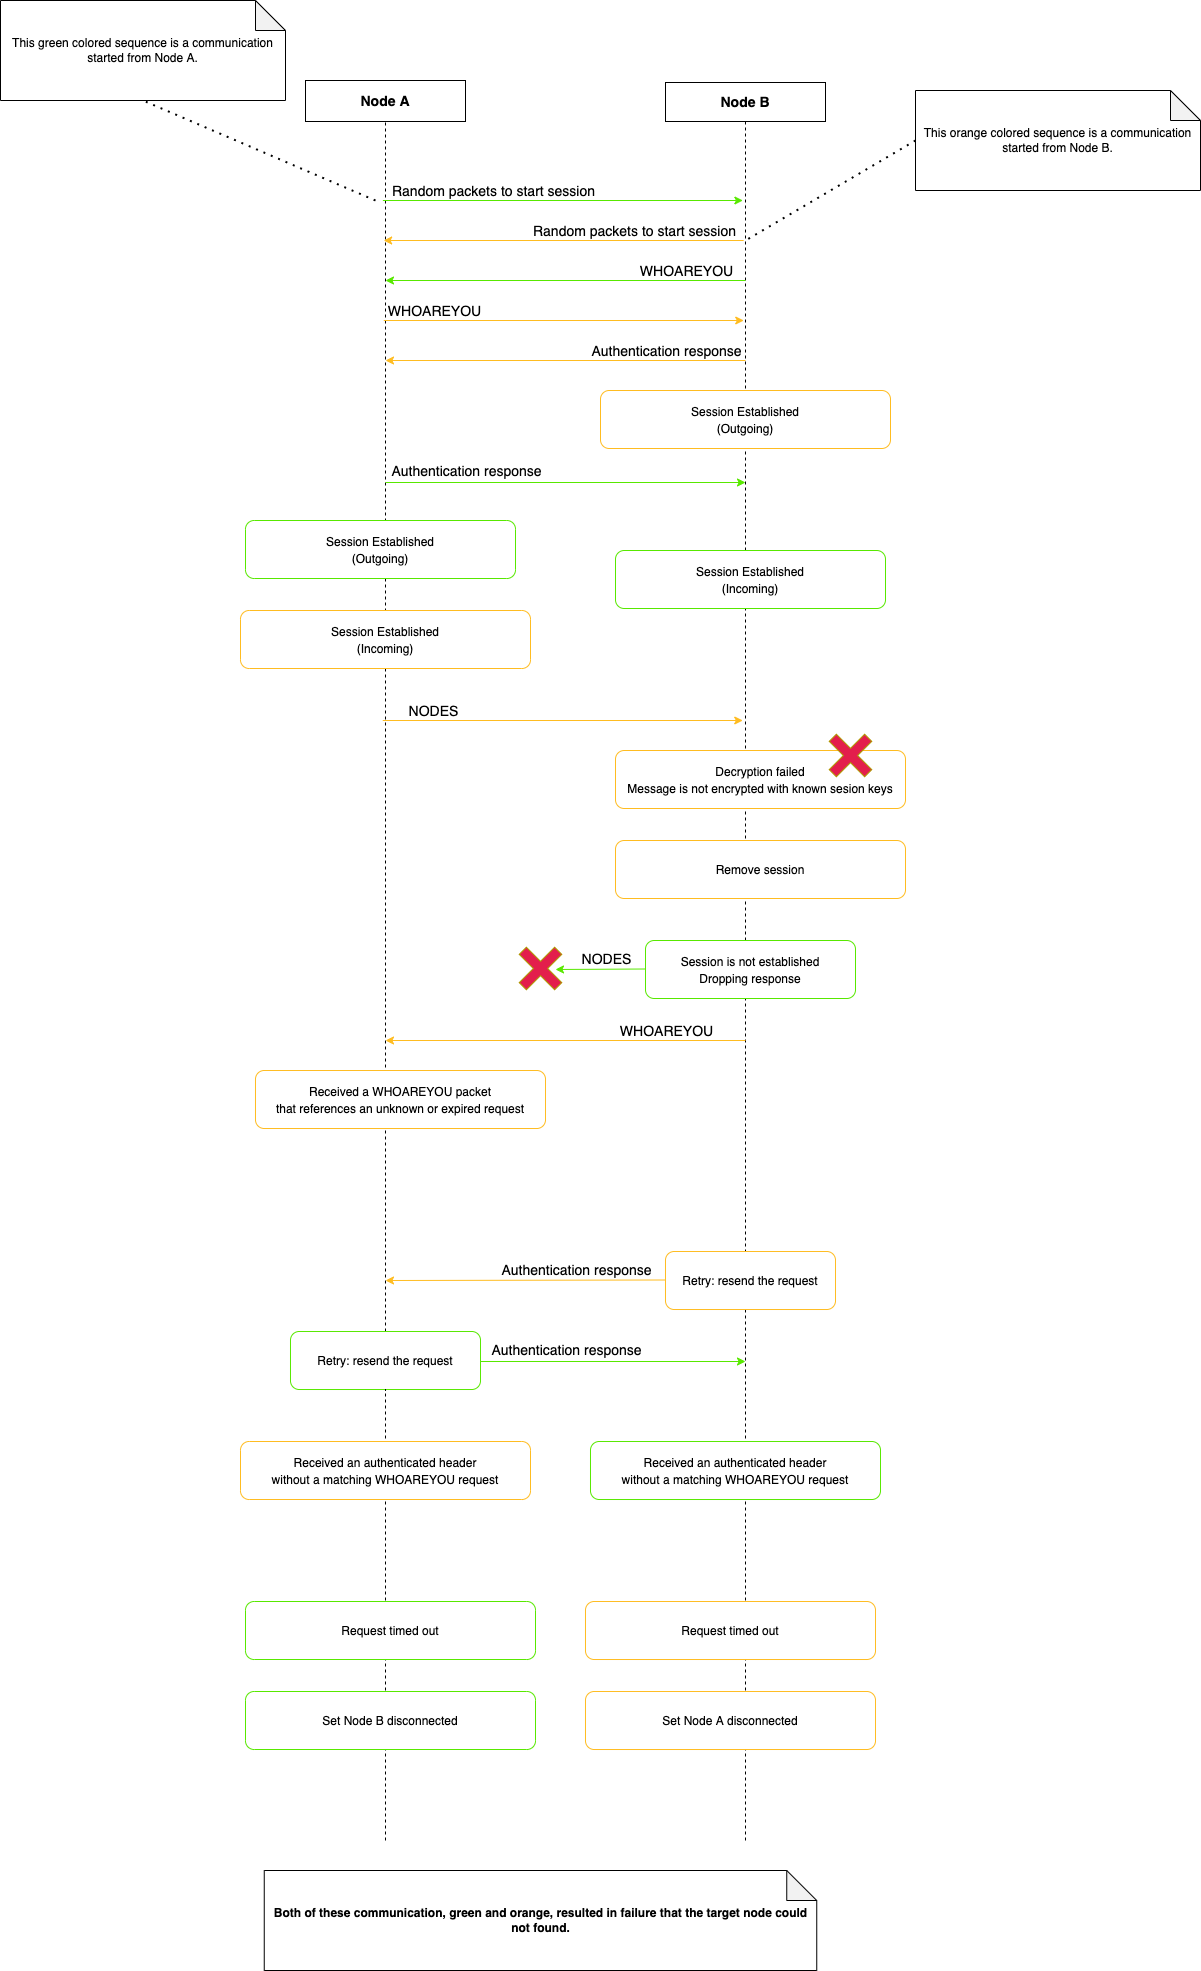 This green colored sequence is a communication
started from Node A.
Node A
Node B
This orange colored sequence is a communication
started from Node B.
Random packets to start session
Random packets to start session
WHOAREYOU
WHOAREYOU
Authentication response
Session Established
(Outgoing)
Authentication response
Session Established
(Outgoing)
Session Established
(Incoming)
Session Established
(Incoming)
NODES
Decryption failed
Message is not encrypted with known sesion keys
Remove session
NODES
Session is not established
Dropping response
WHOAREYOU
Received a WHOAREYOU packet
that references an unknown or expired request
Authentication response
Retry: resend the request
Retry: resend the request
Authentication response
Received an authenticated header
without a matching WHOAREYOU request
Received an authenticated header
without a matching WHOAREYOU request
Request timed out
Request timed out
Set Node B disconnected
Set Node A disconnected
Both of these communication, green and orange, resulted in failure that the target node could
not found.